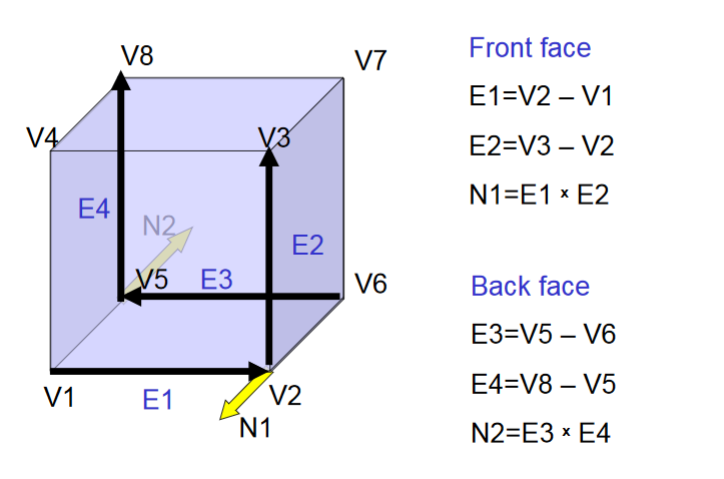 V8
V7
V4
V3
E4
N2
E2
V5
E3
V6
V1
E1
V2
N1
Front face
E1=V2 – V1
E2=V3 – V2
N1=E1 × E2
Back face
E3=V5 – V6
E4=V8 – V5
N2=E3 × E4